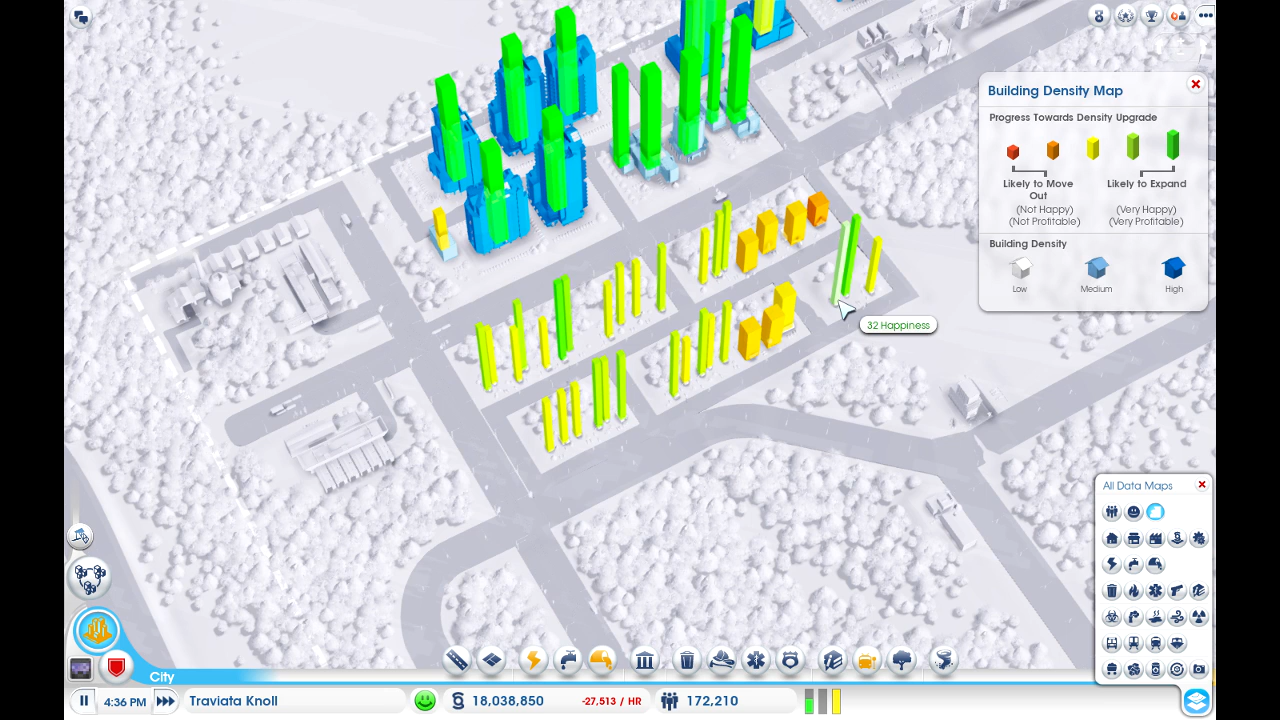 Building Density Map
Progress Towards Density Upgrade
Likely to Move Out
Likely to Expand
(Not Happy)
(Not Profitable)
(Very Happy)
(Very Profitable)
Building Density
Low
Medium
High
32 Happiness
All Data Maps
City
4:36 PM
Traviata Knoll
18,038,850
-27,513 / HR
172,210